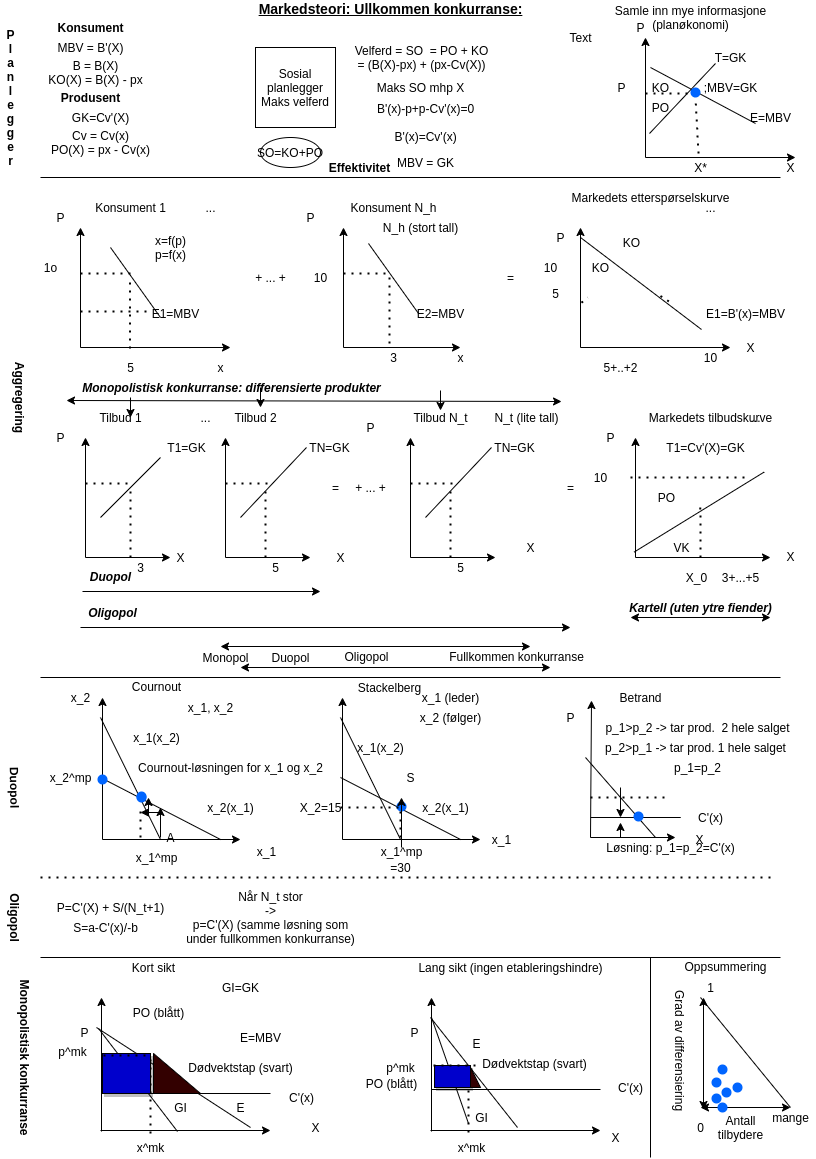 Markedsteori: Ullkommen konkurranse:
Planlegger
Konsument
MBV = B'(X)
B = B(X)
KO(X) = B(X) - px
Produsent
GK=Cv'(X)
Cv = Cv(x)
PO(X) = px - Cv(x)
Sosial
planlegger
Maks velferd
SO=KO+PO
Velferd = SO = PO + KO
= (B(X)-px) + (px-Cv(X))
Maks SO mhp X
B'(x)-p+p-Cv'(x)=0
B'(x)=Cv'(x)
MBV = GK
Effektivitet
Text
Samle inn mye informasjone
(planøkonomi)
P
T=GK
P
KO
:MBV=GK
PO
E=MBV
X*
X
Aggregering
Konsument 1
...
P
x=f(p)
p=f(x)
1o
E1=MBV
5
x
+ ... +
Konsument N_h
P
N_h (stort tall)
10
E2=MBV
3
x
=
Markedets etterspørselskurve
...
P
KO
10
KO
5
E1=B'(x)=MBV
X
5+..+2
10
Monopolistisk konkurranse: differensierte produkter
Tilbud 1
...
P
T1=GK
3
X
Tilbud 2
TN=GK
5
X
=
+ ... +
P
Tilbud N_t
N_t (lite tall)
TN=GK
5
X
=
Markedets tilbudskurve
P
T1=Cv'(X)=GK
10
PO
VK
X
X_0
3+...+5
Duopol
Oligopol
Kartell (uten ytre fiender)
Monopol
Duopol
Oligopol
Fullkommen konkurranse
Duopol
Cournout
x_2
x_1, x_2
x_1(x_2)
Cournout-løsningen for x_1 og x_2
x_2^mp
x_2(x_1)
A
x_1^mp
x_1
Stackelberg
x_1 (leder)
x_2 (følger)
x_1(x_2)
S
X_2=15
x_2(x_1)
x_1
x_1^mp
=30
Betrand
P
p_1>p_2 -> tar prod. 2 hele salget
p_2>p_1 -> tar prod. 1 hele salget
p_1=p_2
C'(x)
X
Løsning: p_1=p_2=C'(x)
Oligopol
P=C'(X) + S/(N_t+1)
S=a-C'(x)/-b
Når N_t stor
->
p=C'(X) (samme løsning som
under fullkommen konkurranse)
Monopolistisk konkurranse
Kort sikt
GI=GK
PO (blått)
P
E=MBV
p^mk
Dødvektstap (svart)
C'(x)
GI
E
X
x^mk
Lang sikt (ingen etableringshindre)
P
E
p^mk
Dødvektstap (svart)
PO (blått)
C'(x)
GI
X
x^mk
Oppsummering
1
Grad av differensiering
0
Antall
tilbydere
mange